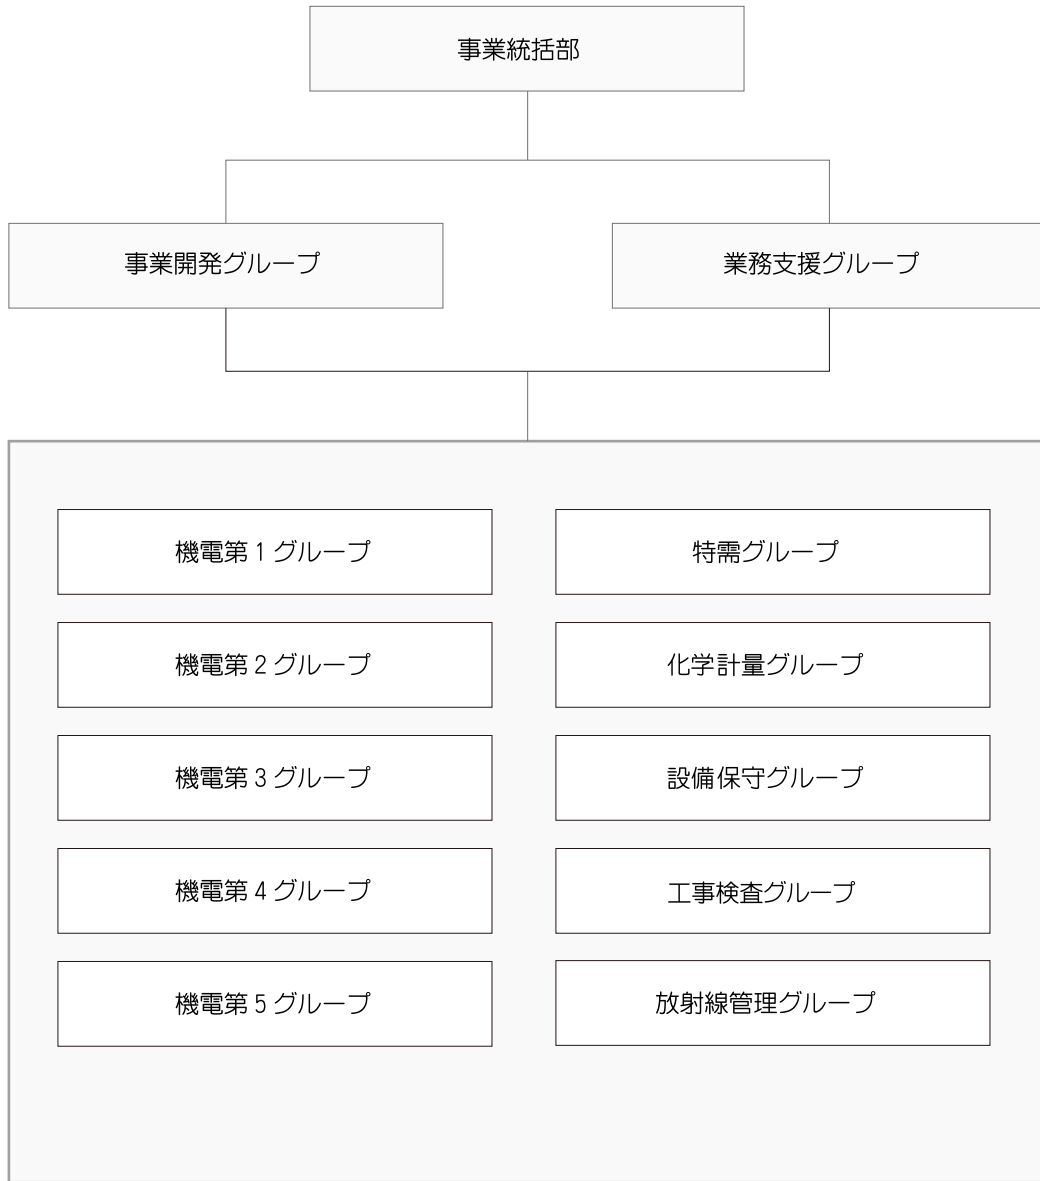 事業統括部
事業開発グループ
業務支援グループ
機電第1グループ
特需グループ
機電第2グループ
化学計量グループ
機電第3グループ
設備保守グループ
機電第4グループ
工事検査グループ
機電第5グループ
放射線管理グループ